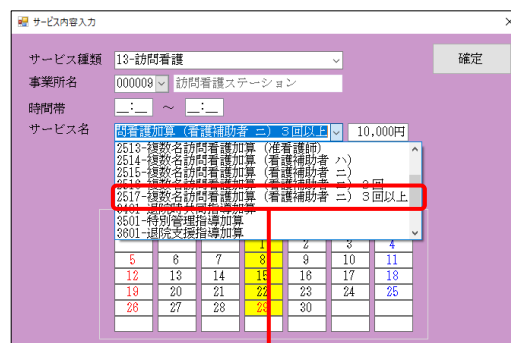 サービス内容入力
サービス種類 13-訪問看護 確定
事業所名 000009 訪問看護ステーション
時間帯 __:__ ～ __:__
サービス名 問看護加算 (看護補助者 ニ) 3回以上 10,000円
2513-複数名訪問看護加算 (准看護師)
2514-複数名訪問看護加算 (看護補助者 ハ)
2515-複数名訪問看護加算 (看護補助者 ニ)
2517-複数名訪問看護加算 (看護補助者 ニ) 3回以上
3501-特別管理指導加算
3601-退院支援指導加算
1 2 3 4
5 6 7 8 9 10 11
12 13 14 15 16 17 18
19 20 21 22 23 24 25
26 27 28 29 30